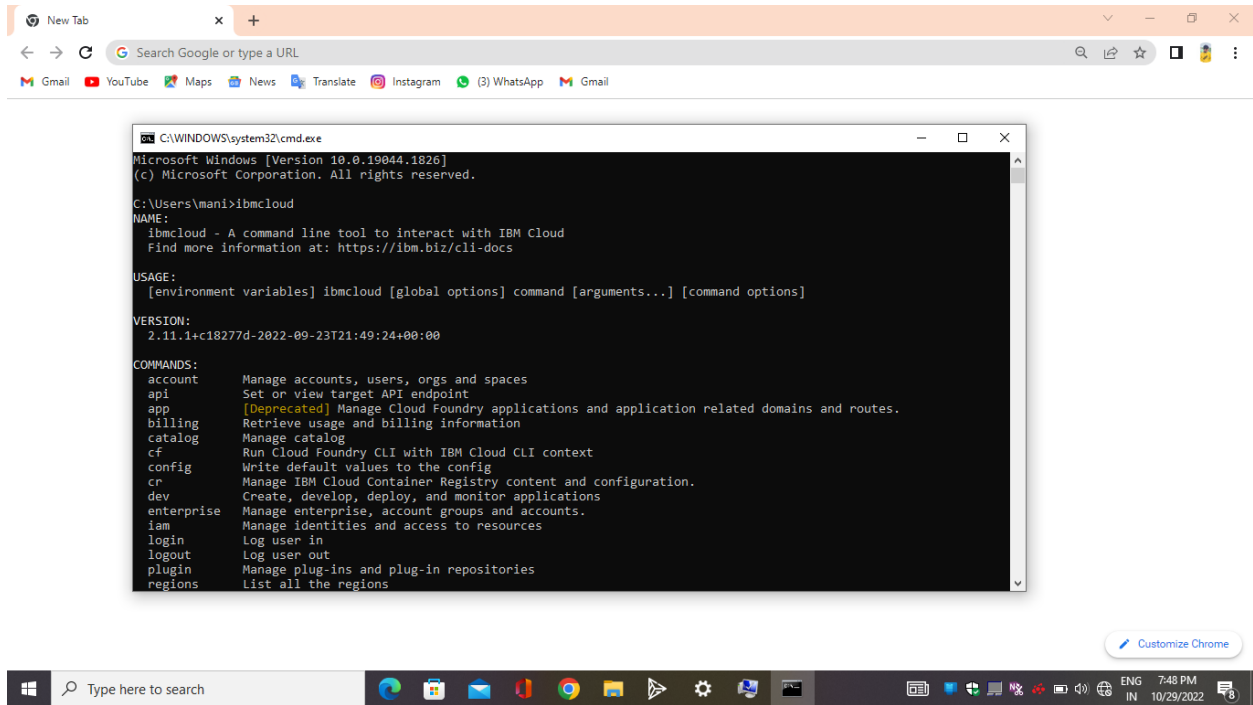 New Tab
Search Google or type a URL
Gmail YouTube Maps News Translate Instagram (3) WhatsApp Gmail
C:\WINDOWS\system32\cmd.exe
Microsoft Windows [Version 10.0.19044.1826]
(c) Microsoft Corporation. All rights reserved.
C:\Users\mani>ibmcloud
NAME:
ibmcloud - A command line tool to interact with IBM Cloud
Find more information at: https://ibm.biz/cli-docs
USAGE:
[environment variables] ibmcloud [global options] command [arguments...] [command options]
VERSION:
2.11.1+c18277d-2022-09-23T21:49:24+00:00
COMMANDS:
account Manage accounts, users, orgs and spaces
api Set or view target API endpoint
app [Deprecated] Manage Cloud Foundry applications and application related domains and routes.
billing Retrieve usage and billing information
catalog Manage catalog
cf Run Cloud Foundry CLI with IBM Cloud CLI context
config Write default values to the config
cr Manage IBM Cloud Container Registry content and configuration.
dev Create, develop, deploy, and monitor applications
enterprise Manage enterprise, account groups and accounts.
iam Manage identities and access to resources
login Log user in
logout Log user out
plugin Manage plug-ins and plug-in repositories
regions List all the regions
Customize Chrome
Type here to search
ENG 7:48 PM
IN 10/29/2022
8